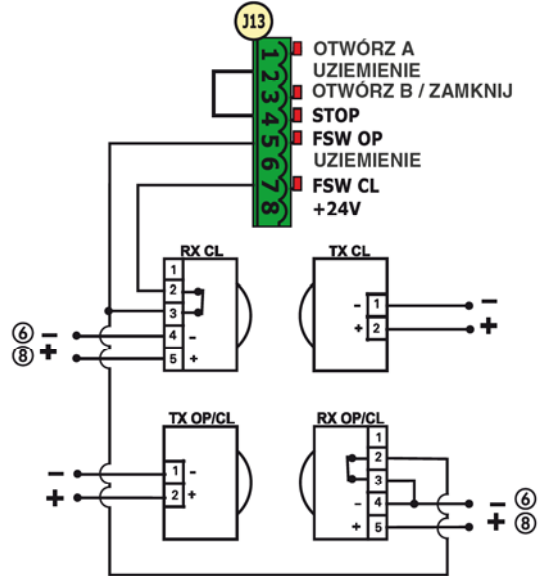 J13
1 OTWÓRZ A
2 UZIEMIENIE
3 OTWÓRZ B / ZAMKNIJ
4 STOP
5 FSW OP
6 UZIEMIENIE
7 FSW CL
8 +24V
RX CL
1
2
3
4 -
5 +
⑥ -
⑧ +
TX CL
- 1 -
+ 2 +
TX OP/CL
- 1 -
+ 2 +
RX OP/CL
1
2
3
- 4 - ⑥
+ 5 + ⑧